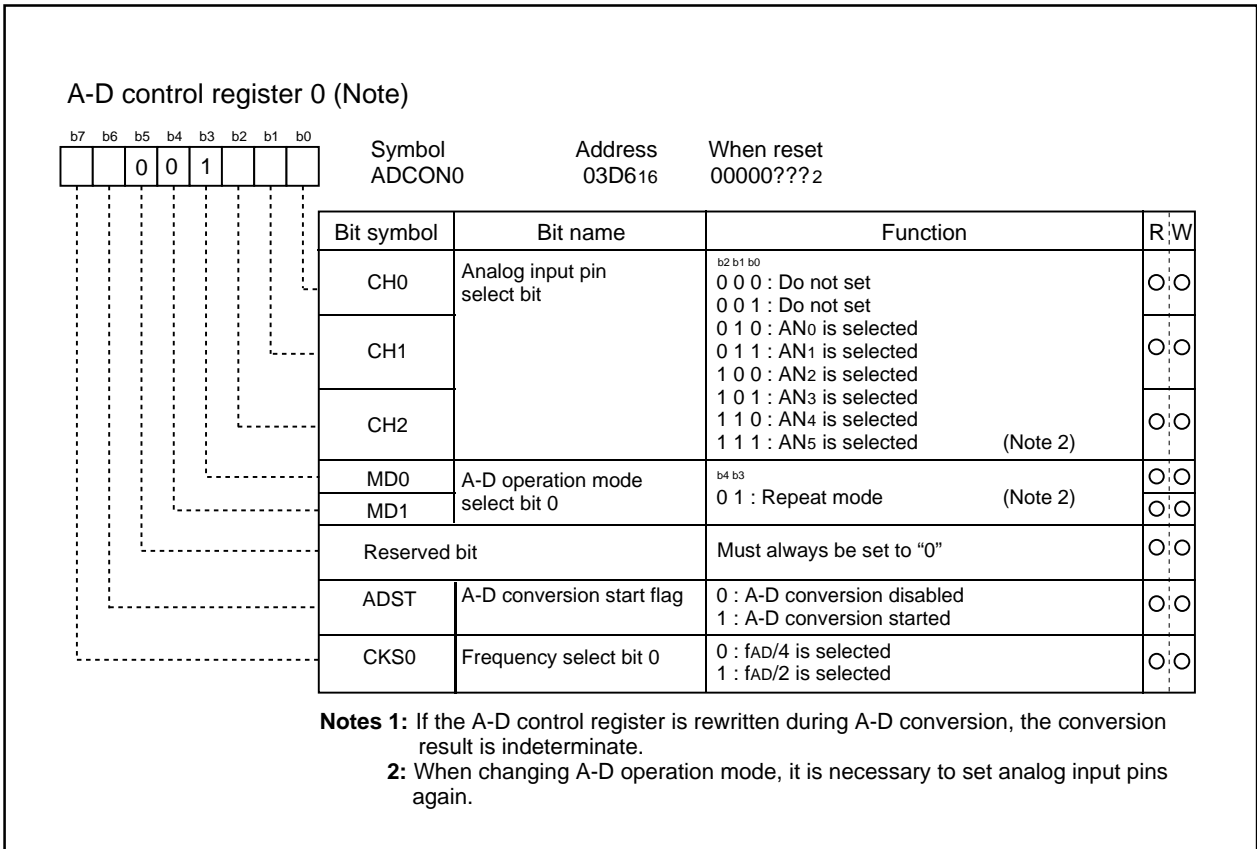 A-D control register 0 (Note)
b7 b6 b5 b4 b3 b2 b1 b0
0 0 1
Symbol Address When reset
ADCON0 03D616 00000???2
Bit symbol Bit name Function R W
CH0 Analog input pin select bit
b2 b1 b0
0 0 0 : Do not set
0 0 1 : Do not set
0 1 0 : AN0 is selected
0 1 1 : AN1 is selected
1 0 0 : AN2 is selected
1 0 1 : AN3 is selected
1 1 0 : AN4 is selected
1 1 1 : AN5 is selected (Note 2)
CH1
CH2
MD0 A-D operation mode select bit 0
b4 b3
0 1 : Repeat mode (Note 2)
MD1
Reserved bit Must always be set to “0”
ADST A-D conversion start flag 0 : A-D conversion disabled
1 : A-D conversion started
CKS0 Frequency select bit 0 0 : fAD/4 is selected
1 : fAD/2 is selected
Notes 1: If the A-D control register is rewritten during A-D conversion, the conversion
result is indeterminate.
2: When changing A-D operation mode, it is necessary to set analog input pins
again.